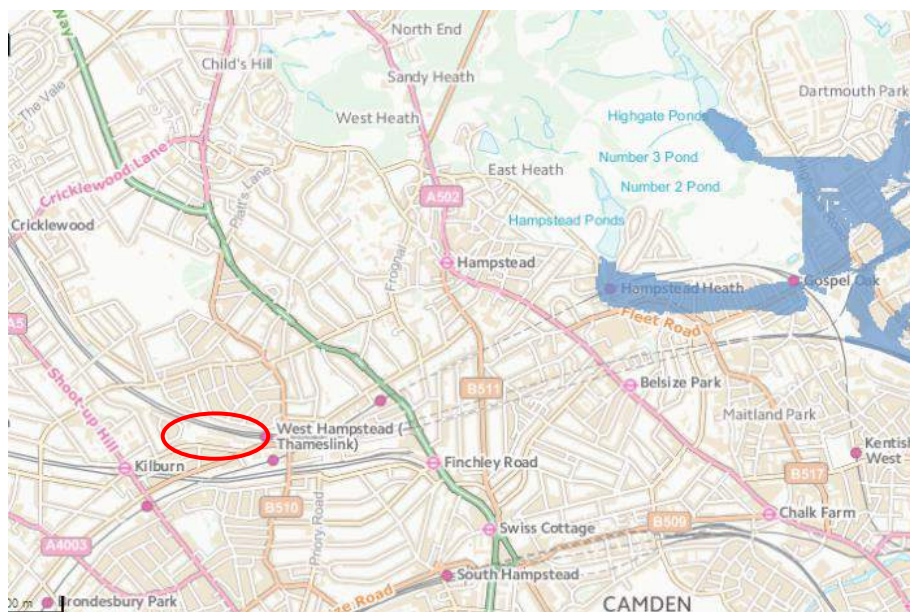 Way
North End
Child's Hill
Sandy Heath
The Vale
Dartmouth Park
Highgate Ponds
West Heath
Cricklewood Lane
Number 3 Pond
East Heath
Platt's Lane
Number 2 Pond
A502
Hampstead Ponds
Cricklewood
Frognal
Hampstead
Gospel Oak
Hampstead Heath
Fleet Road
A5
Shoot-up Hill
B511
Belsize Park
Maitland Park
West Hampstead (
Thameslink)
Kentish
West
Kilburn
Finchley Road
B517
B510
Priory Road
Chalk Farm
Swiss Cottage
B509
A4003
South Hampstead
Road
00 m
Brondesbury Park
CAMDEN